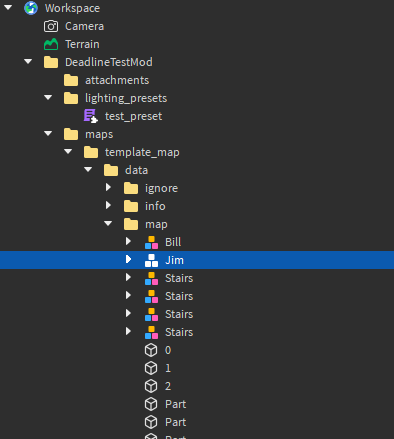 Workspace
Camera
Terrain
DeadlineTestMod
attachments
lighting_presets
test_preset
maps
template_map
data
ignore
info
map
Bill
Jim
Stairs
Stairs
Stairs
Stairs
0
1
2
Part
Part
Part